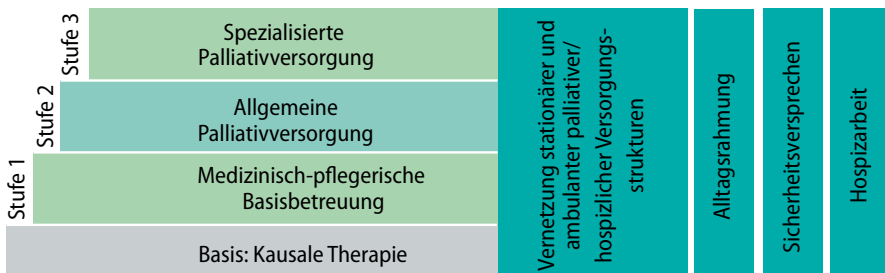 Stufe 3
Spezialisierte
Palliativversorgung
Stufe 2
Allgemeine
Palliativversorgung
Stufe 1
Medizinisch-pflegerische
Basisbetreuung
Basis: Kausale Therapie
Vernetzung stationärer und
ambulanter palliativer/
hospizlicher Versorgungs-
strukturen
Alltagsrahmung
Sicherheitsversprechen
Hospizarbeit